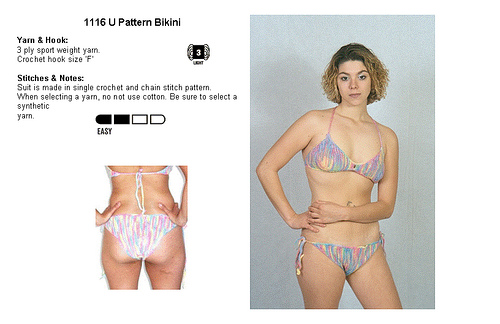 1116 U Pattern Bikini
Yarn & Hook:
3 ply sport weight yarn.
Crochet hook size "F"
3
LIGHT
Stitches & Notes:
Suit is made in single crochet and chain stitch pattern.
When selecting a yarn, no not use cotton. Be sure to select a
synthetic
yarn.
EASY